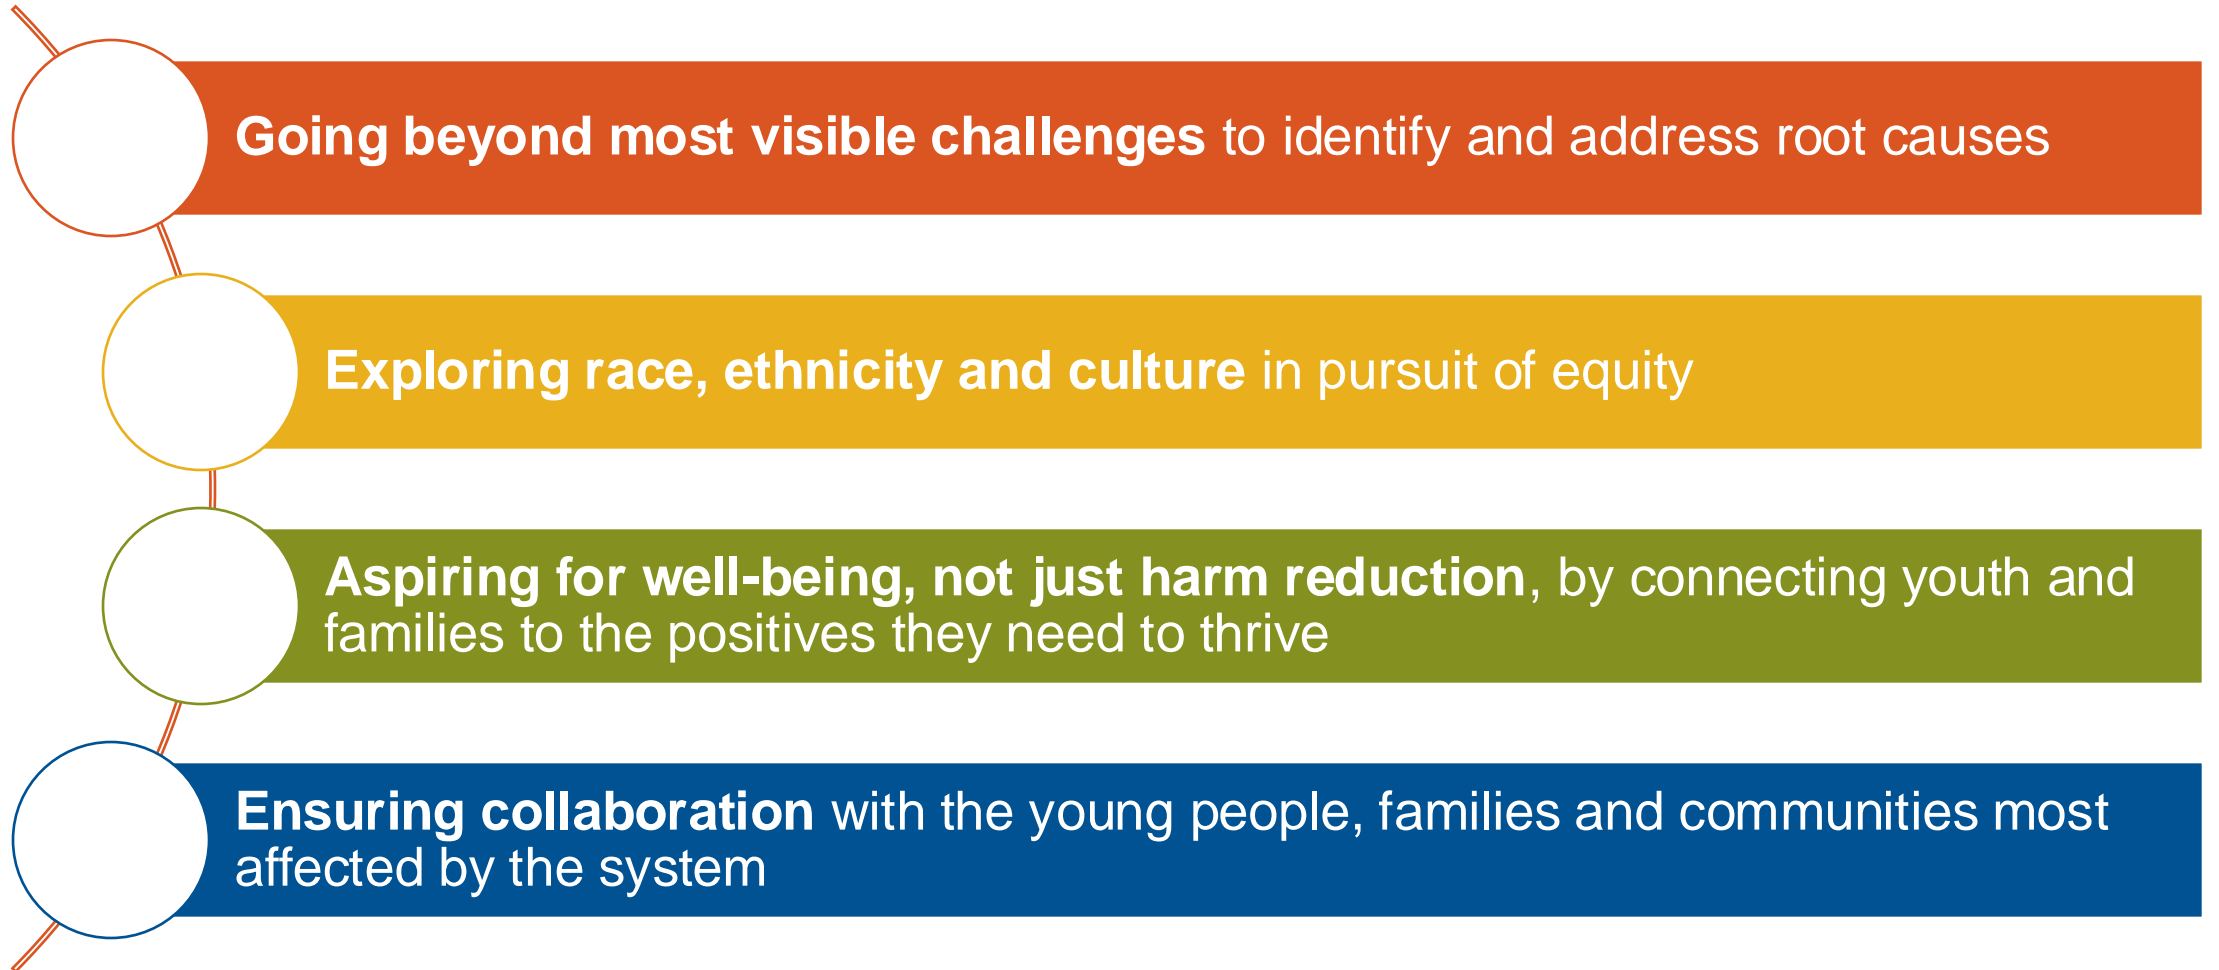 Going beyond most visible challenges to identify and address root causes
Exploring race, ethnicity and culture in pursuit of equity
Aspiring for well-being, not just harm reduction, by connecting youth and
families to the positives they need to thrive
Ensuring collaboration with the young people, families and communities most
affected by the system